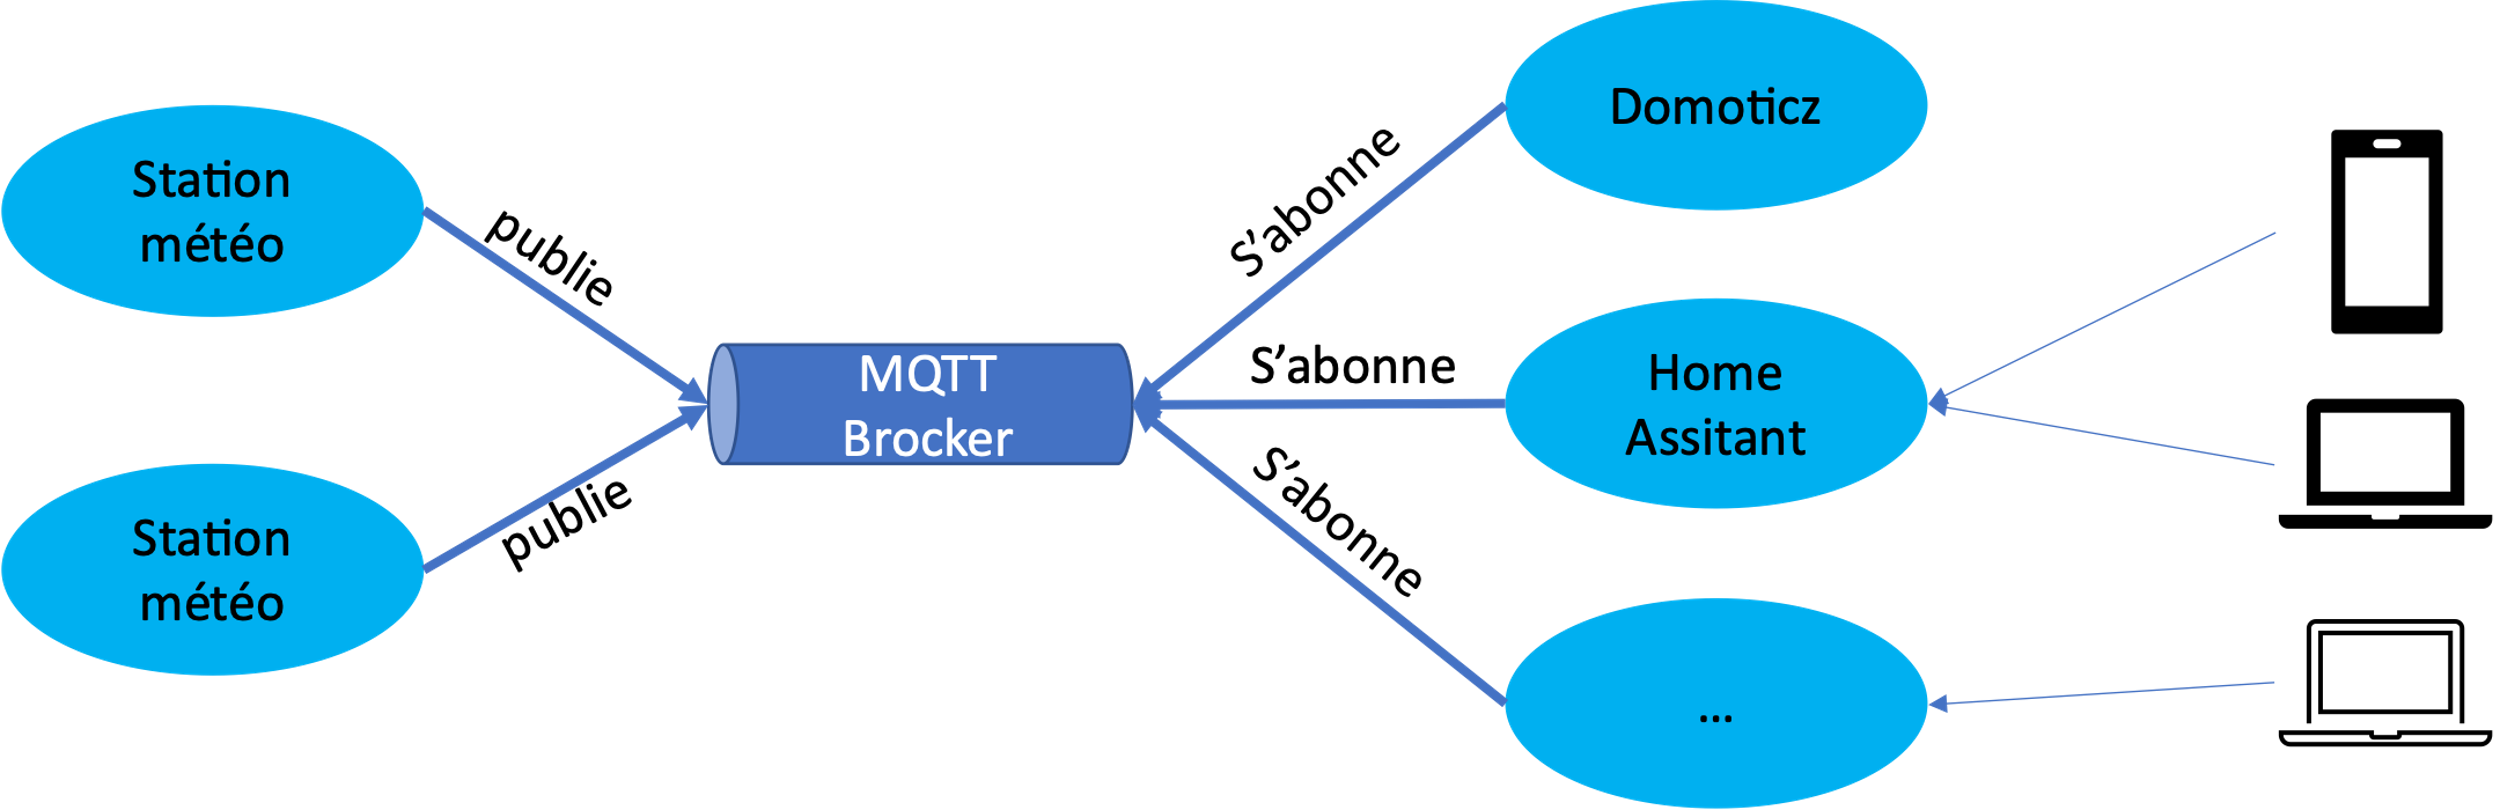 Station
météo
publie
Station
météo
publie
MQTT
Brocker
s'abonne
S'abonne
S'abonne
Domoticz
Home
Assitant
...